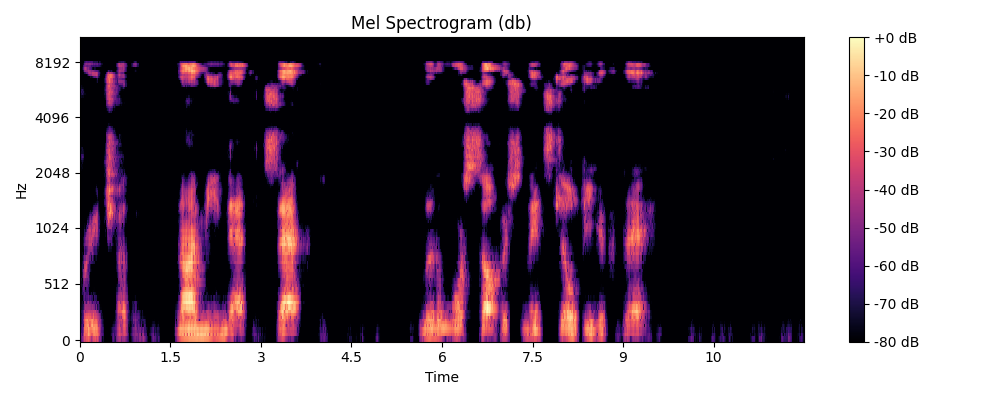 Mel Spectrogram (db)
Hz
8192
4096
2048
1024
512
0
0 1.5 3 4.5 6 7.5 9 10
Time
+0 dB
-10 dB
-20 dB
-30 dB
-40 dB
-50 dB
-60 dB
-70 dB
-80 dB